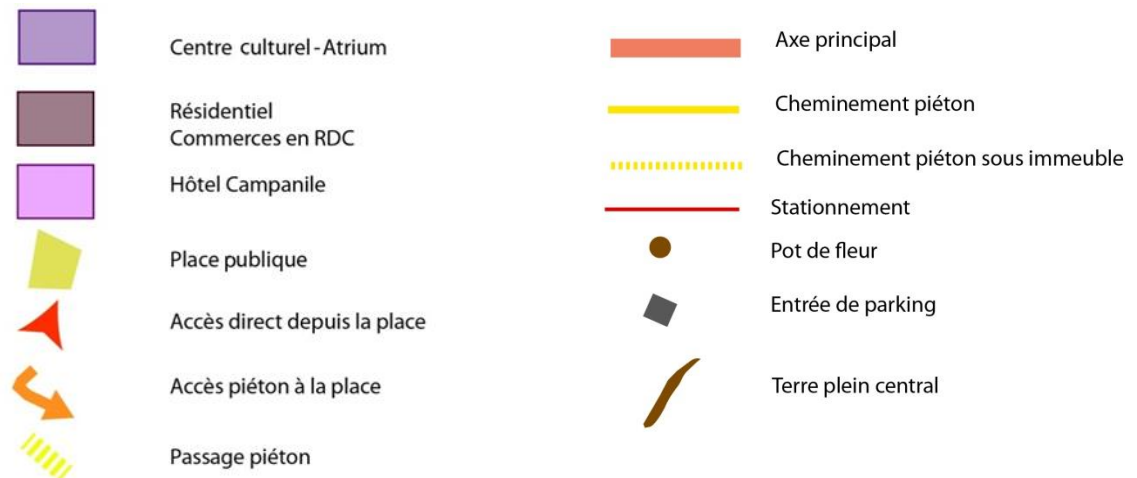 Centre culturel - Atrium
Résidentiel
Commerces en RDC
Hôtel Campanile
Place publique
Accès direct depuis la place
Accès piéton à la place
Passage piéton
Axe principal
Cheminement piéton
Cheminement piéton sous immeuble
Stationnement
Pot de fleur
Entrée de parking
Terre plein central